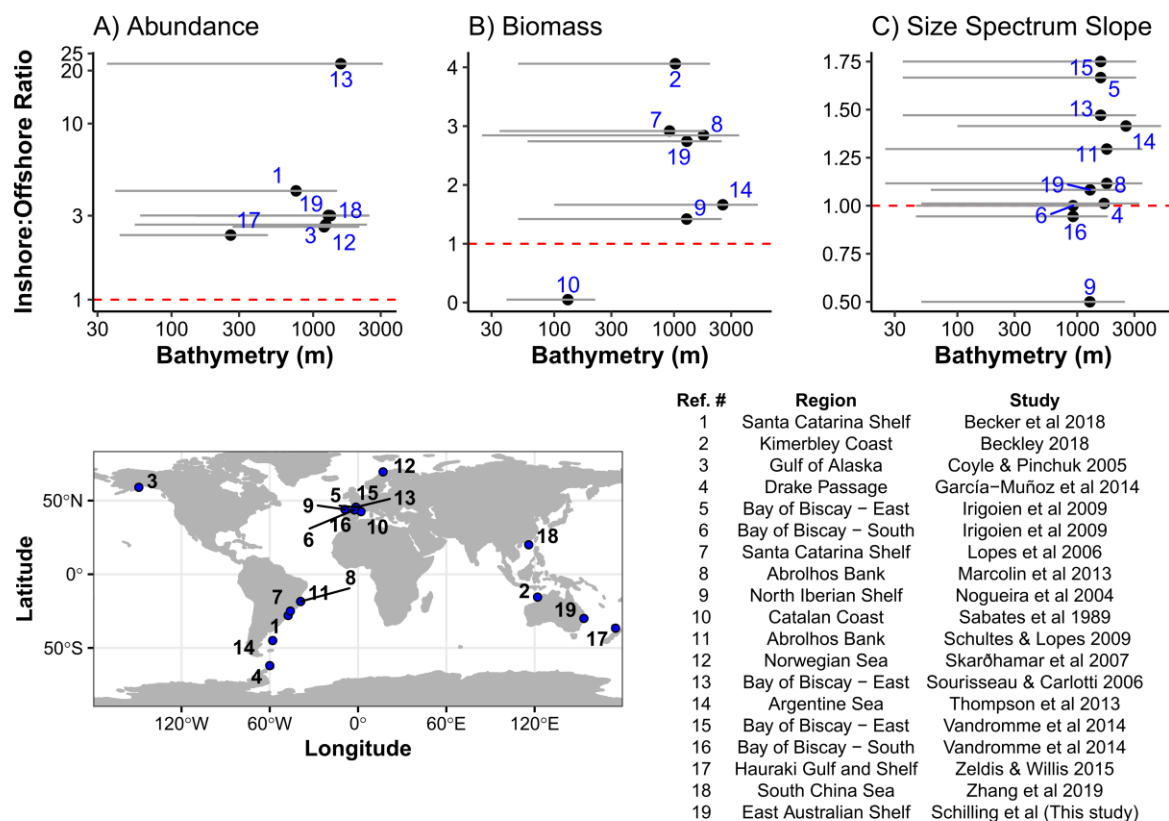 A) Abundance
B) Biomass
C) Size Spectrum Slope
Inshore:Offshore Ratio
25
20
10
3
1
13
1
19
18
17
3
12
30
100
300
1000
3000
Bathymetry (m)
4
3
2
1
0
2
7
8
19
14
9
10
30
100
300
1000
3000
Bathymetry (m)
1.75
1.50
1.25
1.00
0.75
0.50
15
5
13
14
11
19
8
6
4
16
9
30
100
300
1000
3000
Bathymetry (m)
Latitude
50°N
0°
50°S
3
12
5
15
13
9
16
10
6
18
8
7
11
2
19
1
17
14
4
120°W
60°W
0°
60°E
120°E
Longitude
Ref. # Region Study
1 Santa Catarina Shelf Becker et al 2018
2 Kimerbley Coast Beckley 2018
3 Gulf of Alaska Coyle & Pinchuk 2005
4 Drake Passage García−Muñoz et al 2014
5 Bay of Biscay − East Irigoien et al 2009
6 Bay of Biscay − South Irigoien et al 2009
7 Santa Catarina Shelf Lopes et al 2006
8 Abrolhos Bank Marcolin et al 2013
9 North Iberian Shelf Nogueira et al 2004
10 Catalan Coast Sabates et al 1989
11 Abrolhos Bank Schultes & Lopes 2009
12 Norwegian Sea Skarðhamar et al 2007
13 Bay of Biscay − East Sourisseau & Carlotti 2006
14 Argentine Sea Thompson et al 2013
15 Bay of Biscay − East Vandromme et al 2014
16 Bay of Biscay − South Vandromme et al 2014
17 Hauraki Gulf and Shelf Zeldis & Willis 2015
18 South China Sea Zhang et al 2019
19 East Australian Shelf Schilling et al (This study)